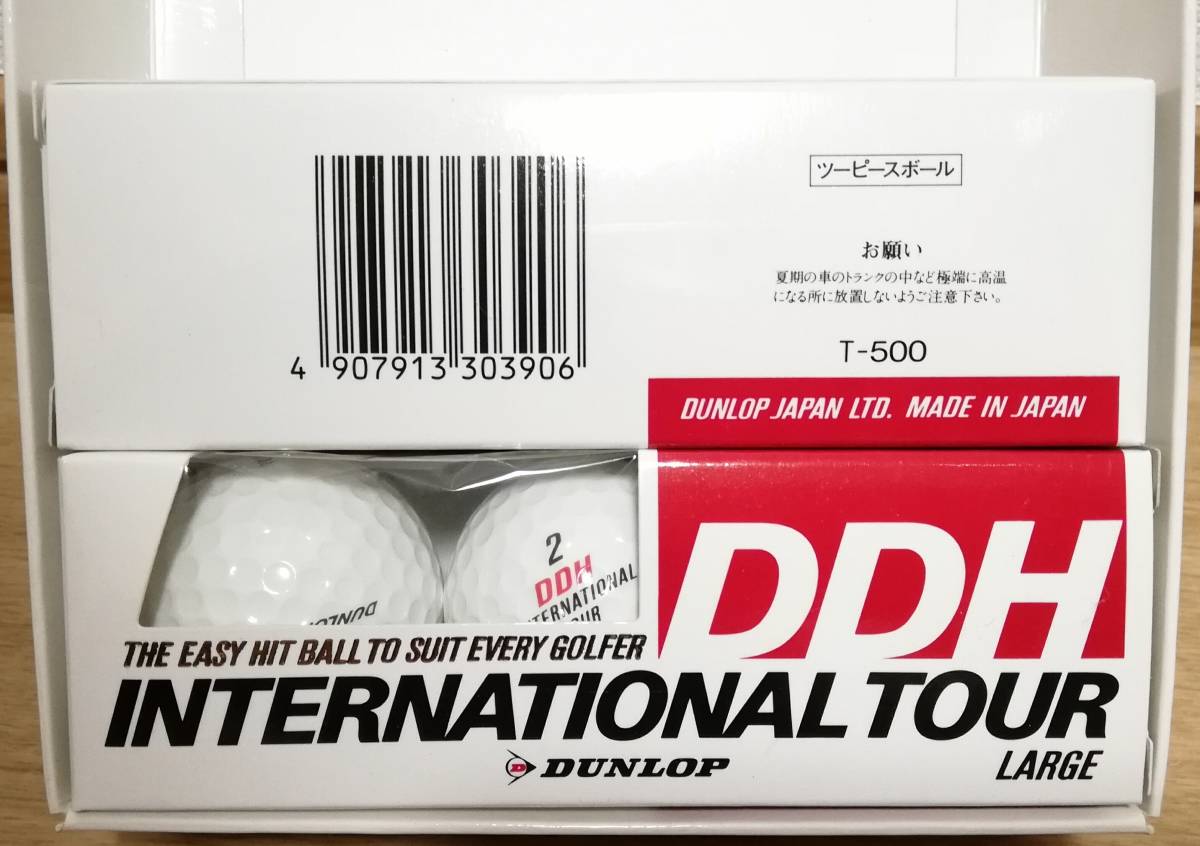 ツーピースボール
お願い
夏期の車のトランクの中など極端に高温
になる所に放置しないようご注意下さい。
T-500
4 907913 303906
DUNLOP JAPAN LTD. MADE IN JAPAN
2
DDH
INTERNATIONAL
TOUR
DUNLOP
DDH
THE EASY HIT BALL TO SUIT EVERY GOLFER
INTERNATIONAL TOUR
LARGE
D DUNLOP